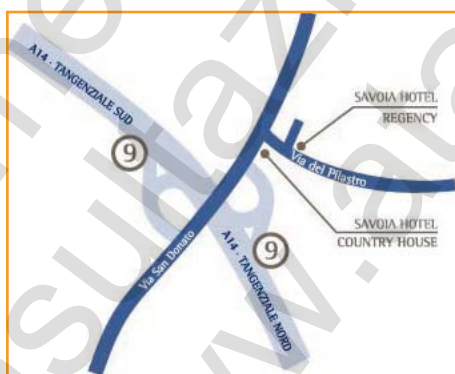 A14 - TANGENZIALE SUD
9
SAVOIA HOTEL
REGENCY
Via del Pilastro
SAVOIA HOTEL
COUNTRY HOUSE
9
A14 - TANGENZIALE NORD
Via San Donato